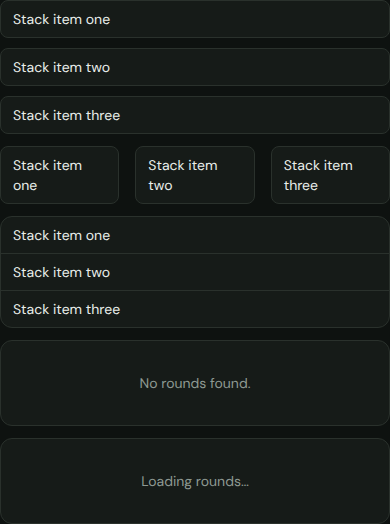 Stack item one
Stack item two
Stack item three
Stack item
one
Stack item
two
Stack item
three
Stack item one
Stack item two
Stack item three
No rounds found.
Loading rounds...